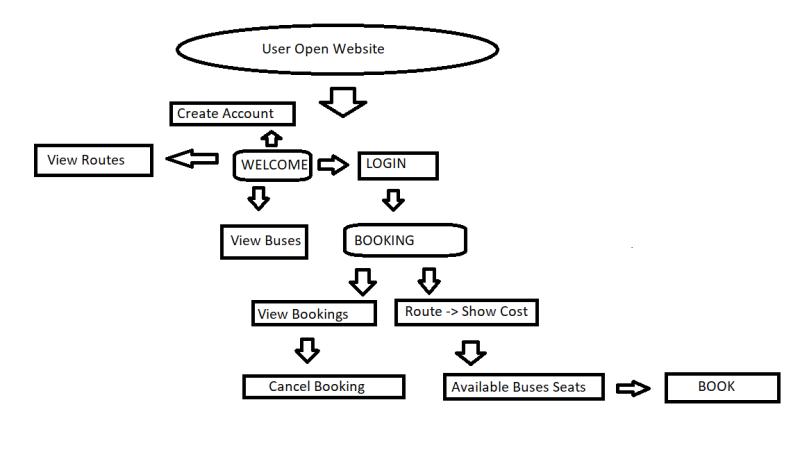 User Open Website
Create Account
View Routes
WELCOME
LOGIN
View Buses
BOOKING
View Bookings
Route -> Show Cost
Cancel Booking
Available Buses Seats
BOOK